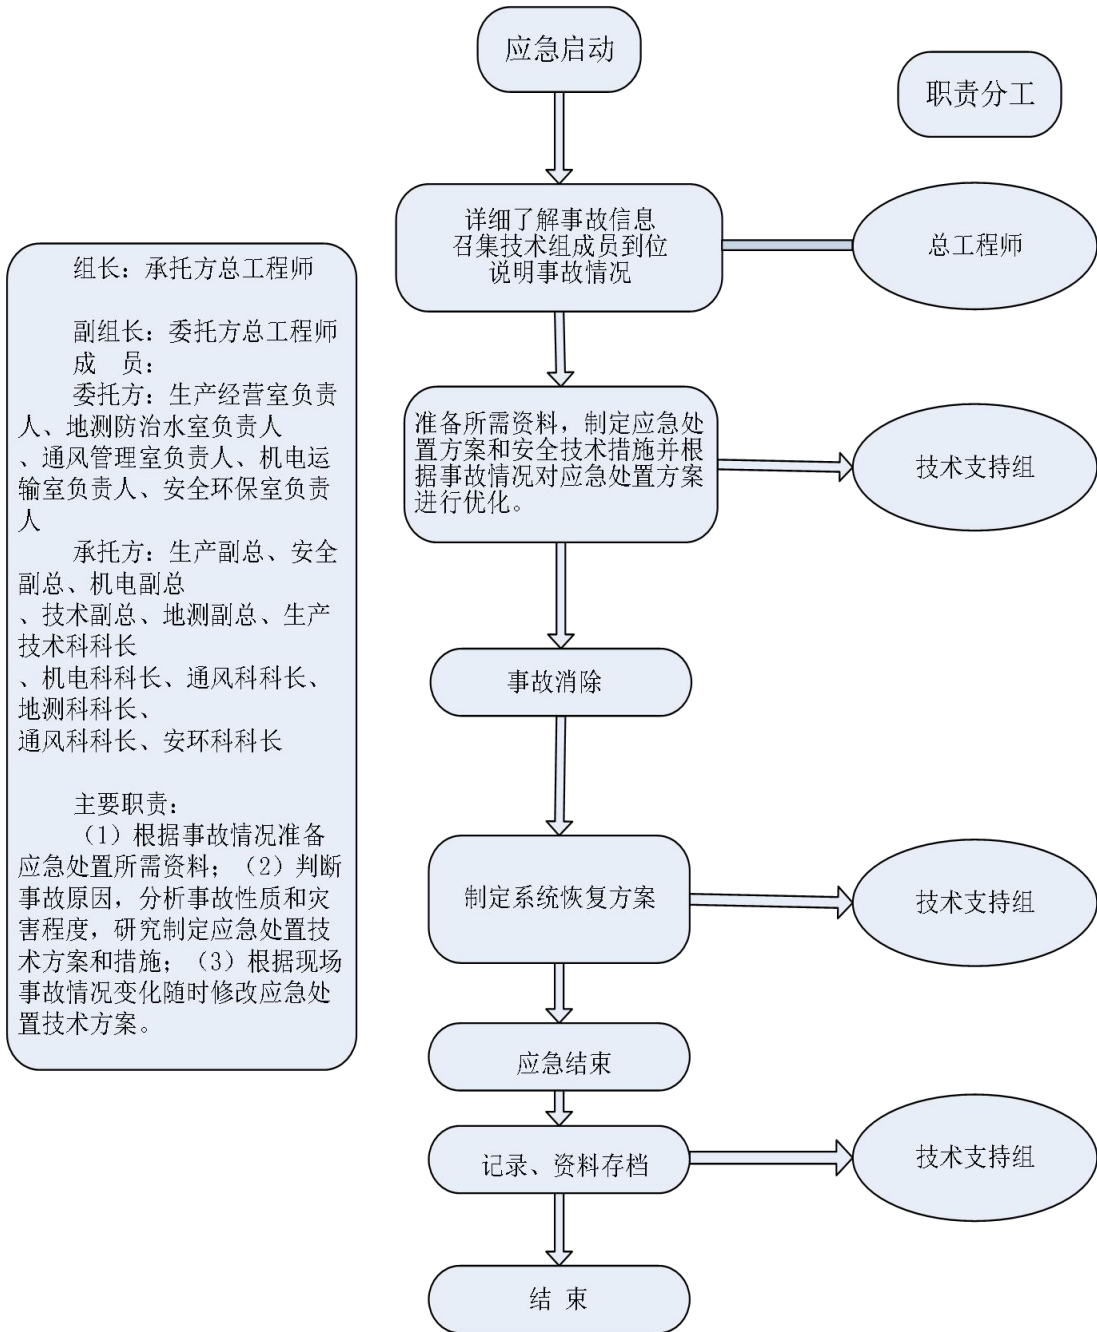 应急启动
职责分工
详细了解事故信息
召集技术组成员到位
说明事故情况
总工程师
组长：承托方总工程师
副组长：委托方总工程师
成　员：
委托方：生产经营室负责
人、地测防治水室负责人
、通风管理室负责人、机电运
输室负责人、安全环保室负责
人
承托方：生产副总、安全
副总、机电副总
、技术副总、地测副总、生产
技术科科长
、机电科科长、通风科科长、
地测科科长、
通风科科长、安环科科长
主要职责：
（1）根据事故情况准备
应急处置所需资料；（2）判断
事故原因，分析事故性质和灾
害程度，研究制定应急处置技
术方案和措施；（3）根据现场
事故情况变化随时修改应急处
置技术方案。
准备所需资料，制定应急处
置方案和安全技术措施并根
据事故情况对应急处置方案
进行优化。
技术支持组
事故消除
制定系统恢复方案
技术支持组
应急结束
记录、资料存档
技术支持组
结 束